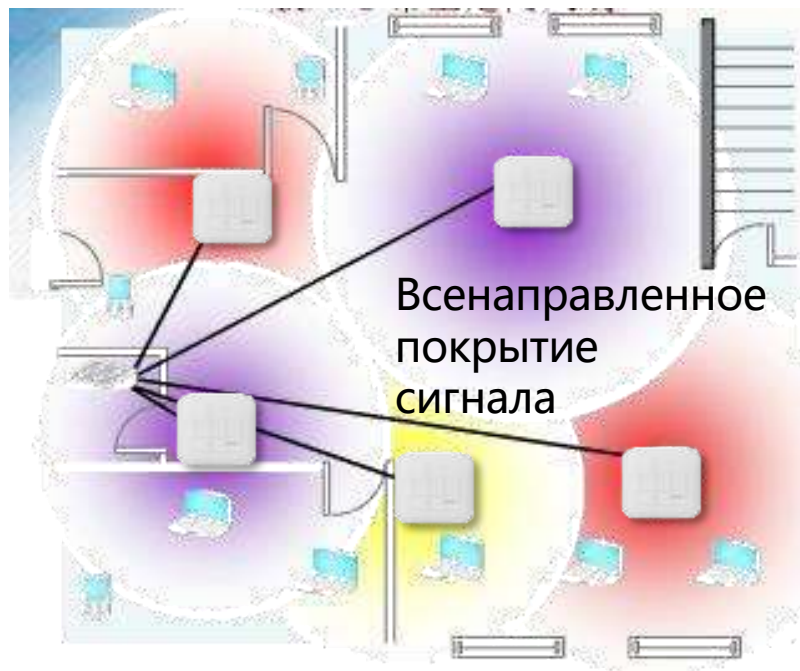 Всенаправленное
покрытие
сигнала